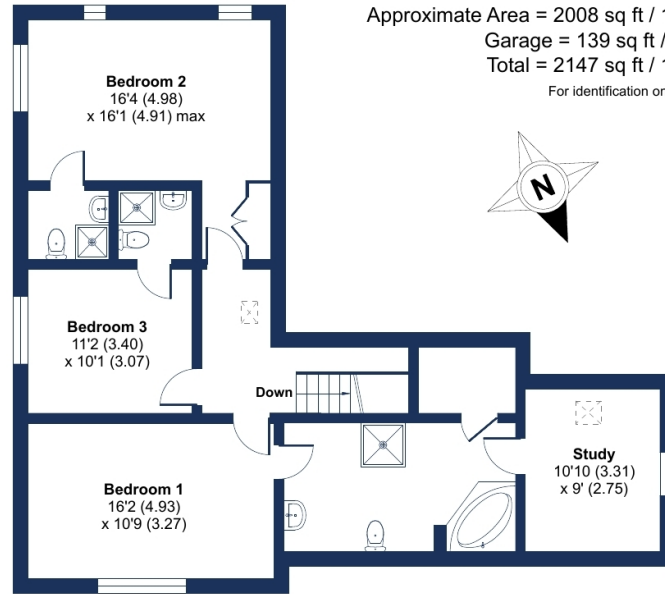 Approximate Area = 2008 sq ft /
Garage = 139 sq ft /
Total = 2147 sq ft /
For identification
N
Bedroom 2
16'4 (4.98)
x 16'1 (4.91) max
Bedroom 3
11'2 (3.40)
x 10'1 (3.07)
Down
Study
10'10 (3.31)
x 9' (2.75)
Bedroom 1
16'2 (4.93)
x 10'9 (3.27)